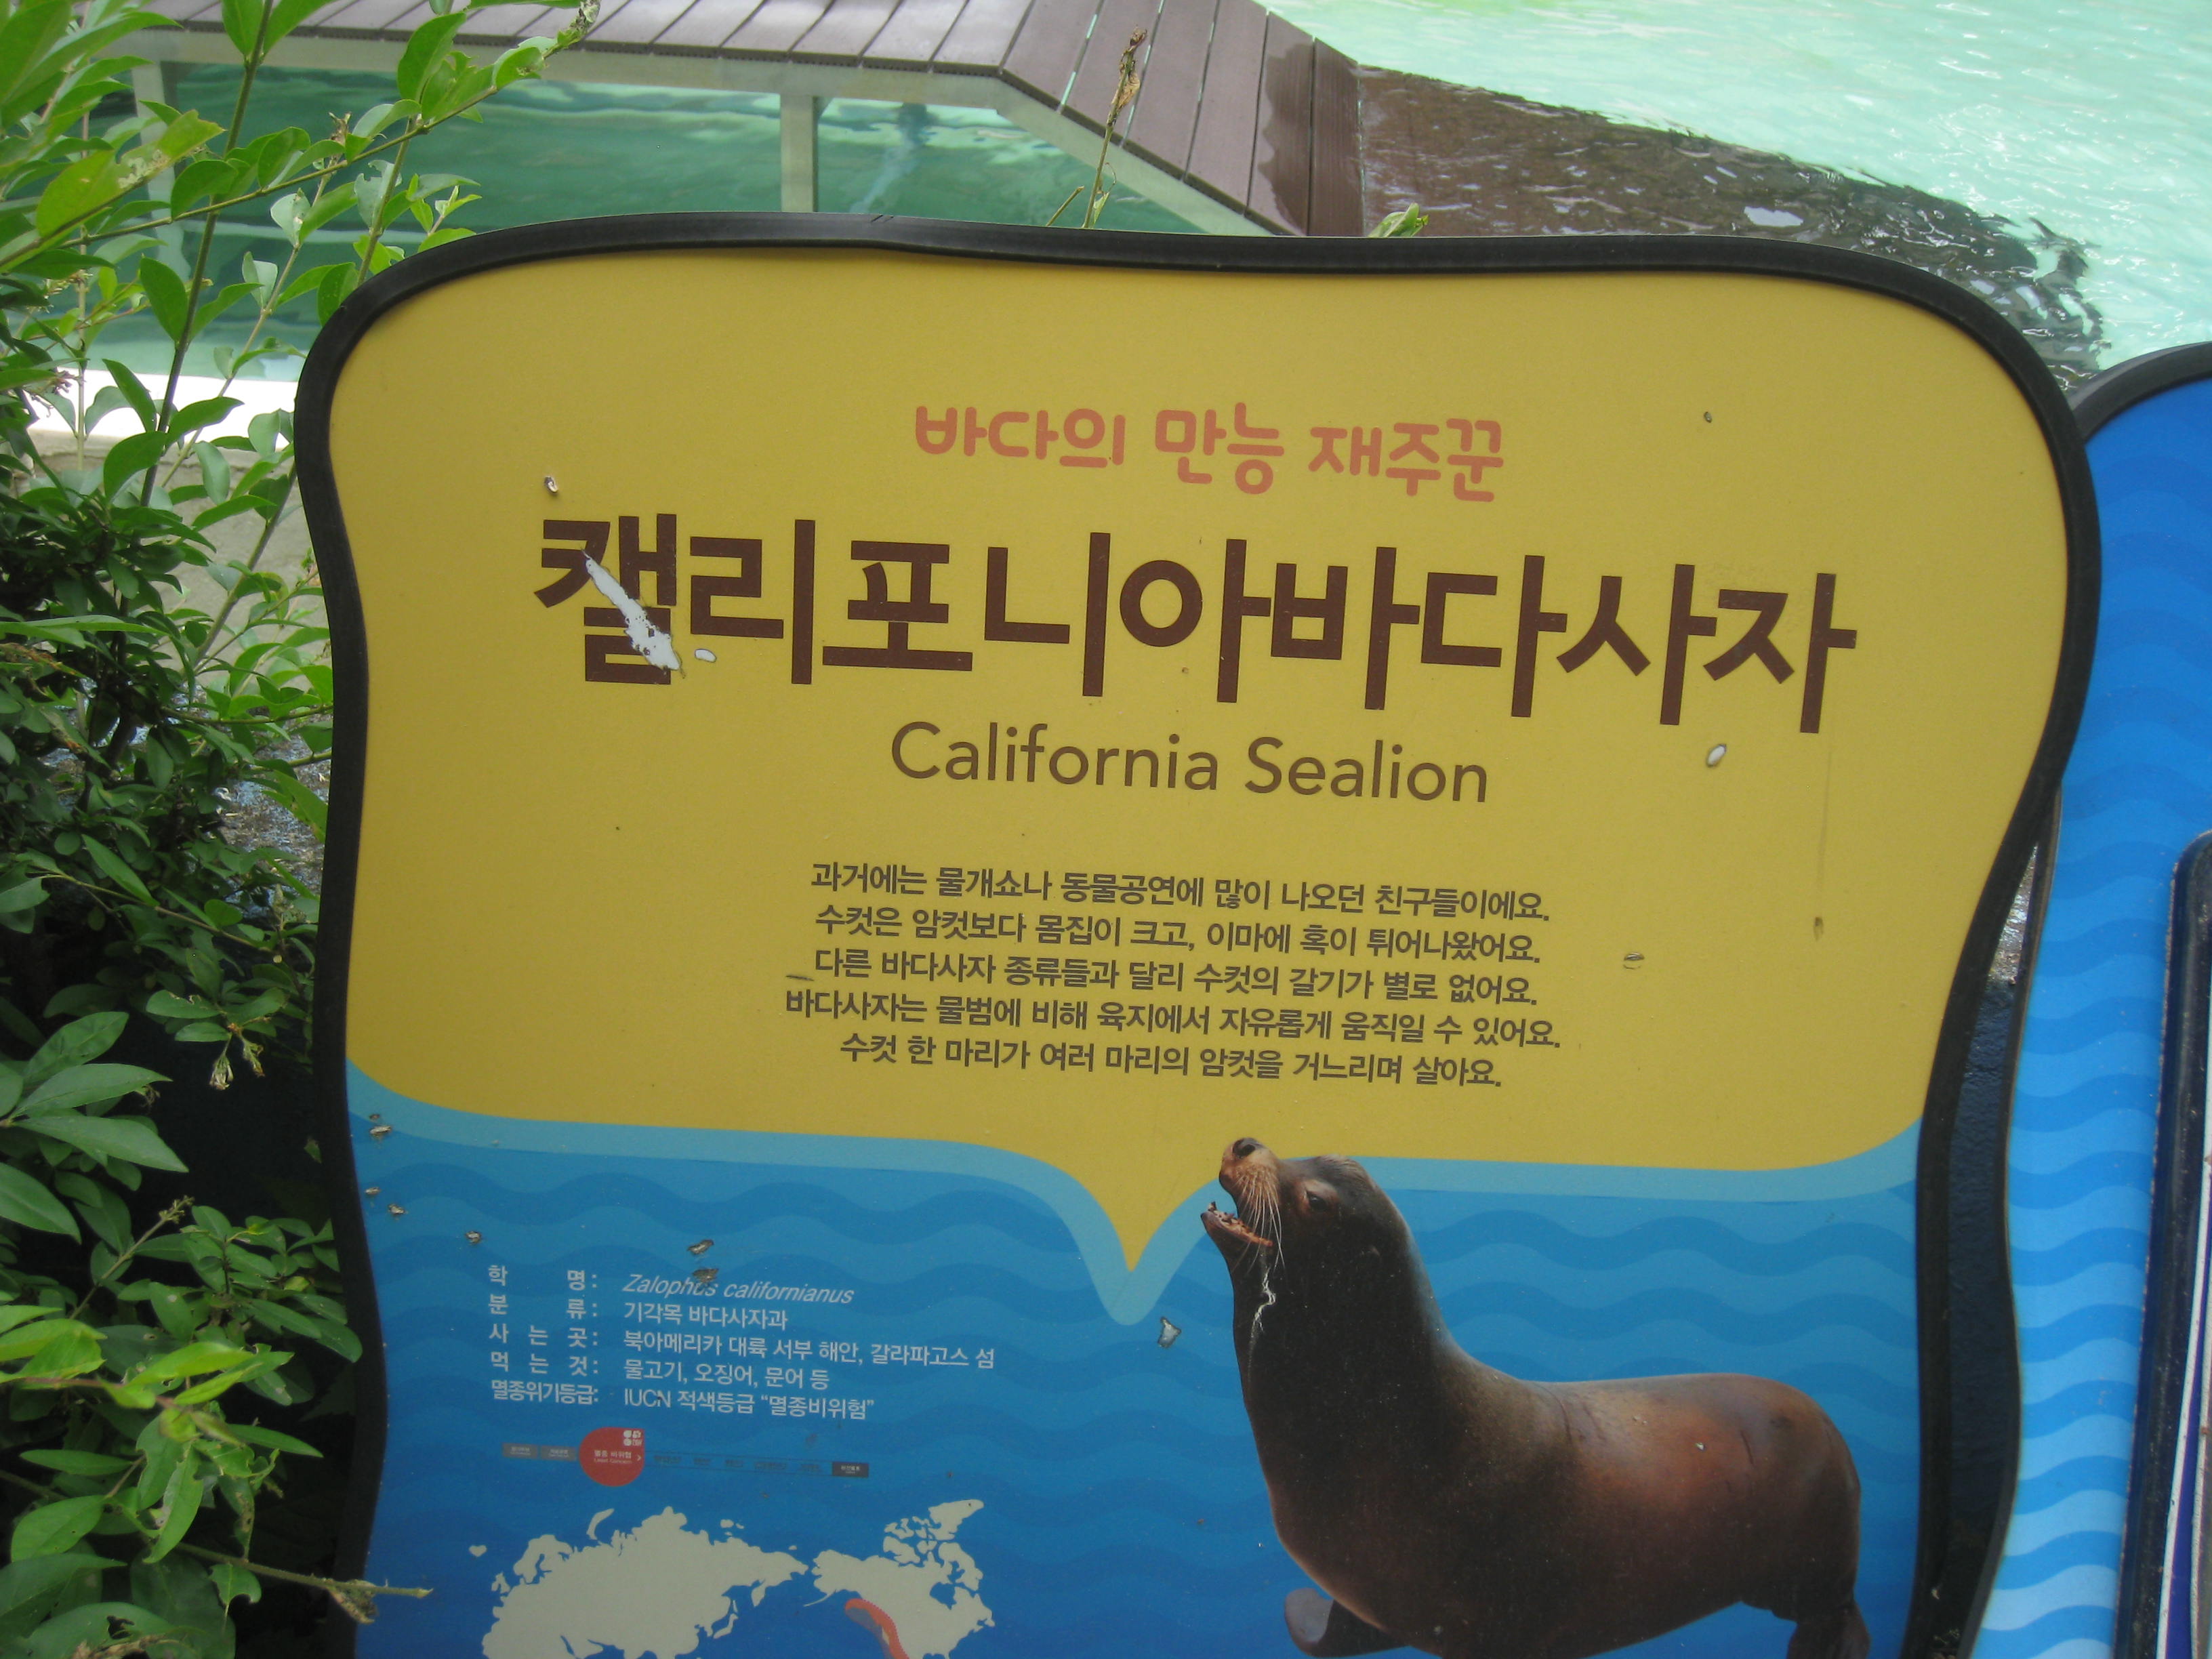 바다의 만능 재주꾼
캘리포니아바다사자
California Sealion
과거에는 물개쇼나 동물공연에 많이 나오던 친구들이에요.
수컷은 암컷보다 몸집이 크고, 이마에 혹이 튀어나왔어요.
다른 바다사자 종류들과 달리 수컷의 갈기가 별로 없어요.
바다사자는 물범에 비해 육지에서 자유롭게 움직일 수 있어요.
수컷 한 마리가 여러 마리의 암컷을 거느리며 살아요.
학 명: Zalophus californianus
분 류: 기각목 바다사자과
사 는 곳: 북아메리카 대륙 서부 해안, 갈라파고스 섬
먹 는 것: 물고기, 오징어, 문어 등
멸종위기등급: IUCN 적색등급 “멸종비위험”
멸종 비위험
Least Concern